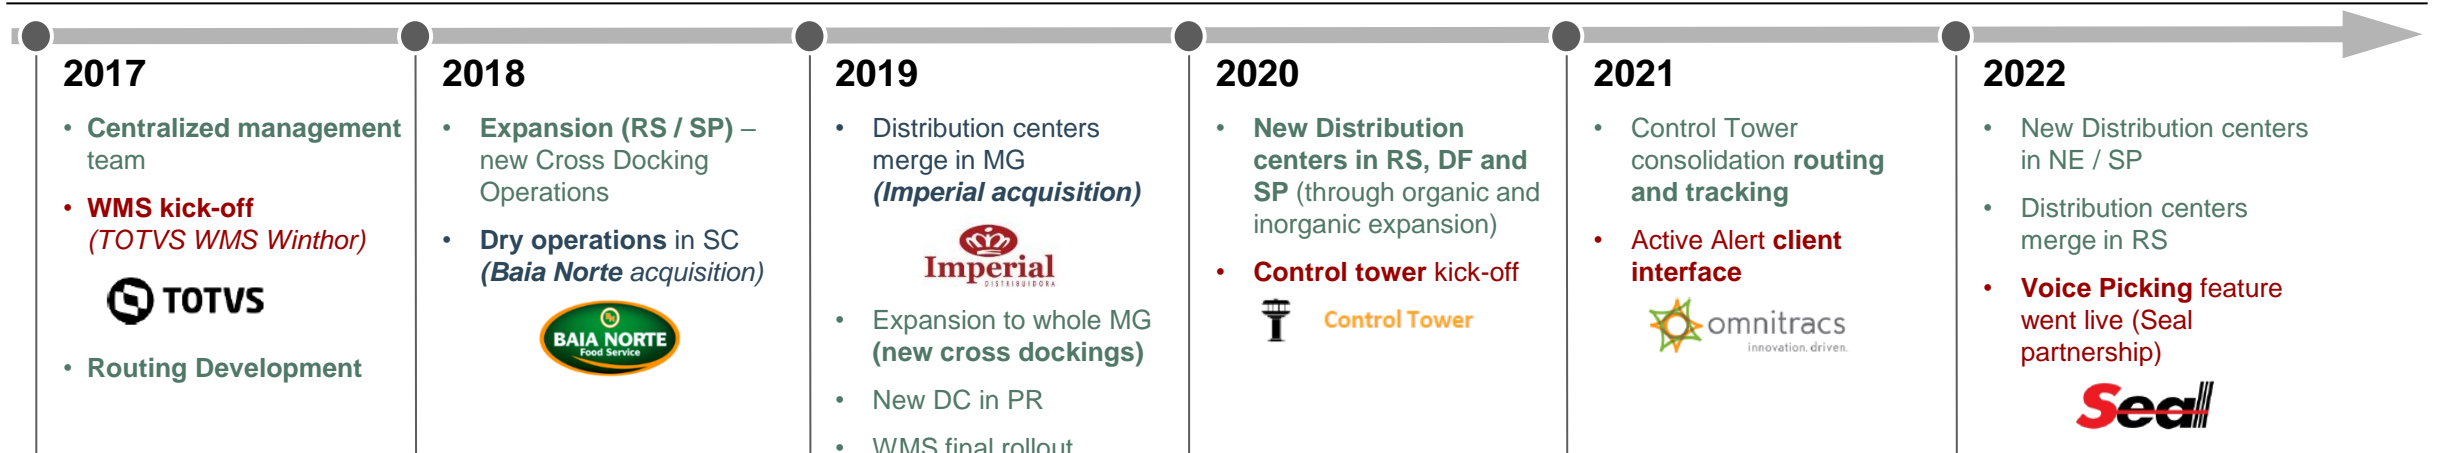 2017
• Centralized management
team
• WMS kick-off
(TOTVS WMS Winthor)
TOTVS
• Routing Development
2018
• Expansion (RS / SP) –
new Cross Docking
Operations
• Dry operations in SC
(Baia Norte acquisition)
BN
BAIA NORTE
Food Service
2019
• Distribution centers
merge in MG
(Imperial acquisition)
Imperial
DISTRIBUIDORA
• Expansion to whole MG
(new cross dockings)
• New DC in PR
• WMS final rollout
2020
• New Distribution
centers in RS, DF and
SP (through organic and
inorganic expansion)
• Control tower kick-off
Control Tower
2021
• Control Tower
consolidation routing
and tracking
• Active Alert client
interface
omnitracs
innovation. driven.
2022
• New Distribution centers
in NE / SP
• Distribution centers
merge in RS
• Voice Picking feature
went live (Seal
partnership)
Seal